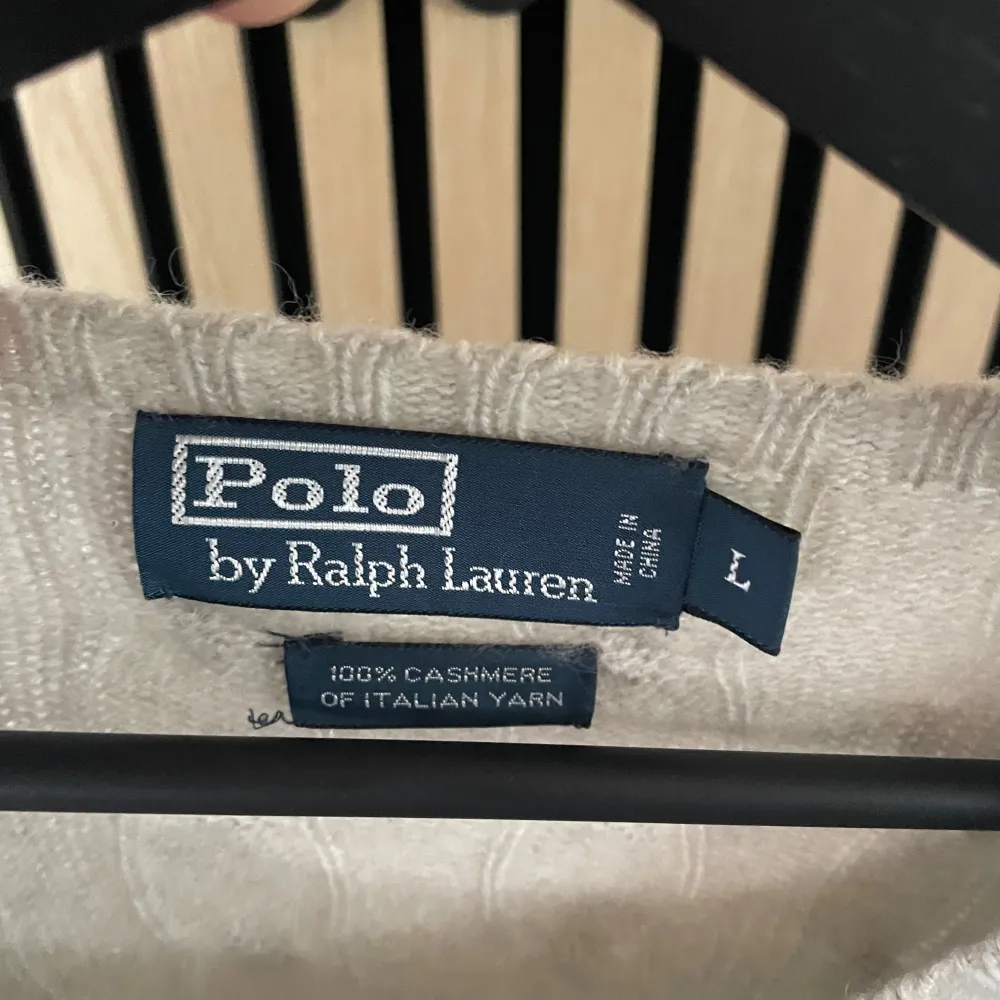 Polo
by Ralph Lauren
MADE IN
CHINA
L
100% CASHMERE
OF ITALIAN YARN